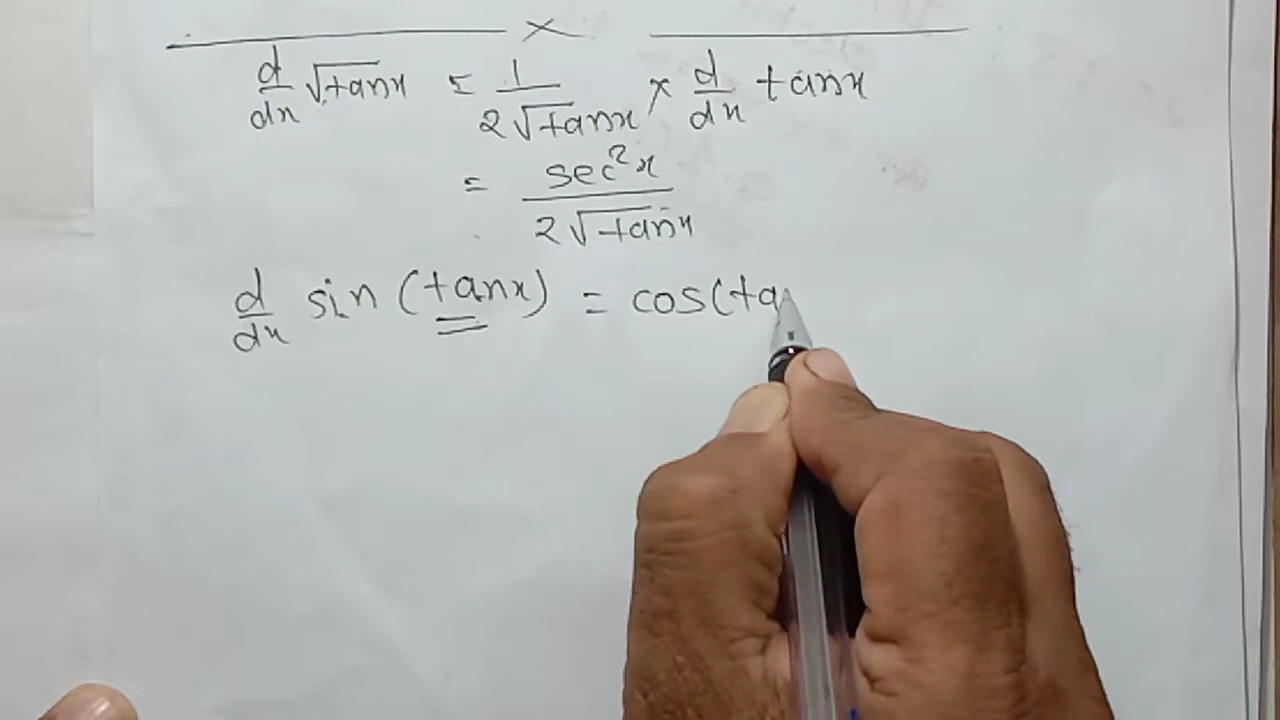 ×
d/dx √tanx = 1/2√tanx × d/dx tanx
= sec²x/2√tanx
d/dx sin (tanx) = cos(ta